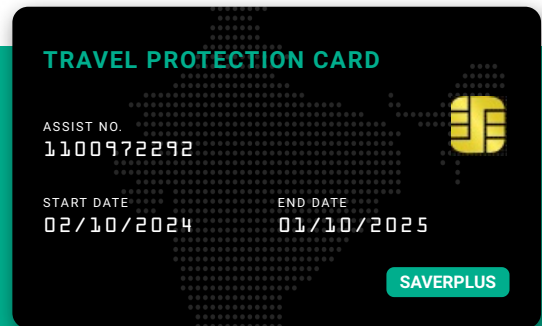 TRAVEL PROTECTION CARD
ASSIST NO.
1100972292
START DATE
02/10/2024
END DATE
01/10/2025
SAVERPLUS